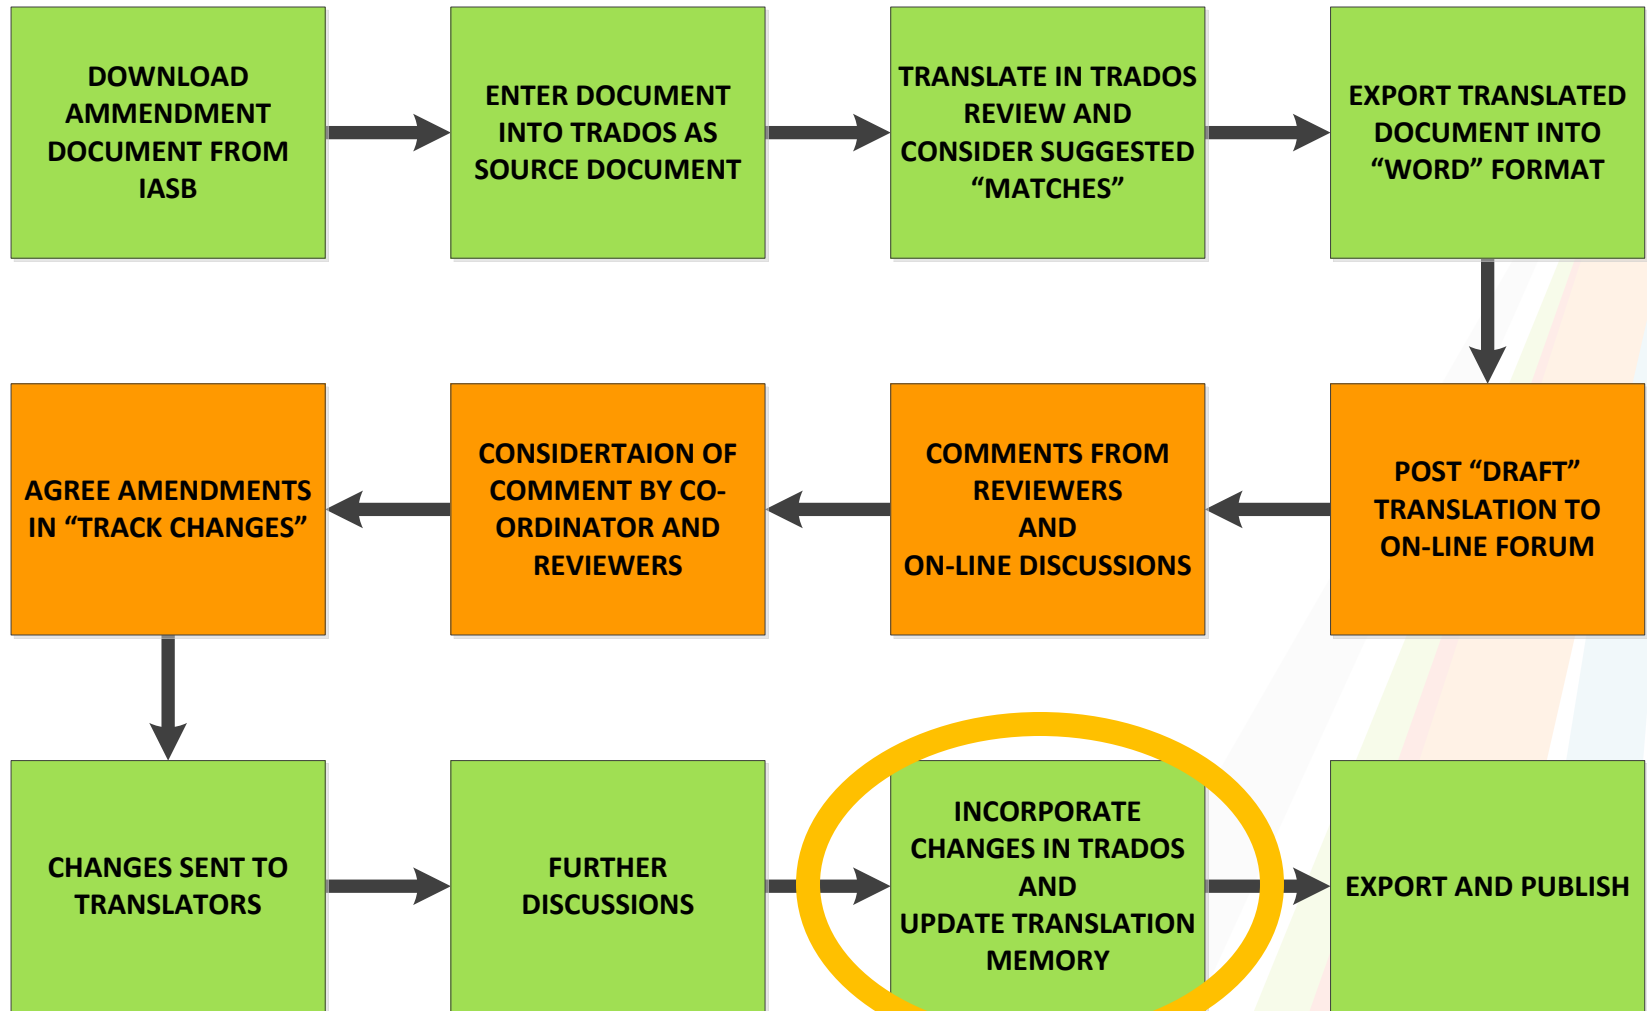 DOWNLOAD
AMMENDMENT
DOCUMENT FROM
IASB
ENTER DOCUMENT
INTO TRADOS AS
SOURCE DOCUMENT
TRANSLATE IN TRADOS
REVIEW AND
CONSIDER SUGGESTED
“MATCHES”
EXPORT TRANSLATED
DOCUMENT INTO
“WORD” FORMAT
AGREE AMENDMENTS
IN “TRACK CHANGES”
CONSIDERTAION OF
COMMENT BY CO-
ORDINATOR AND
REVIEWERS
COMMENTS FROM
REVIEWERS
AND
ON-LINE DISCUSSIONS
POST “DRAFT”
TRANSLATION TO
ON-LINE FORUM
CHANGES SENT TO
TRANSLATORS
FURTHER
DISCUSSIONS
INCORPORATE
CHANGES IN TRADOS
AND
UPDATE TRANSLATION
MEMORY
EXPORT AND PUBLISH